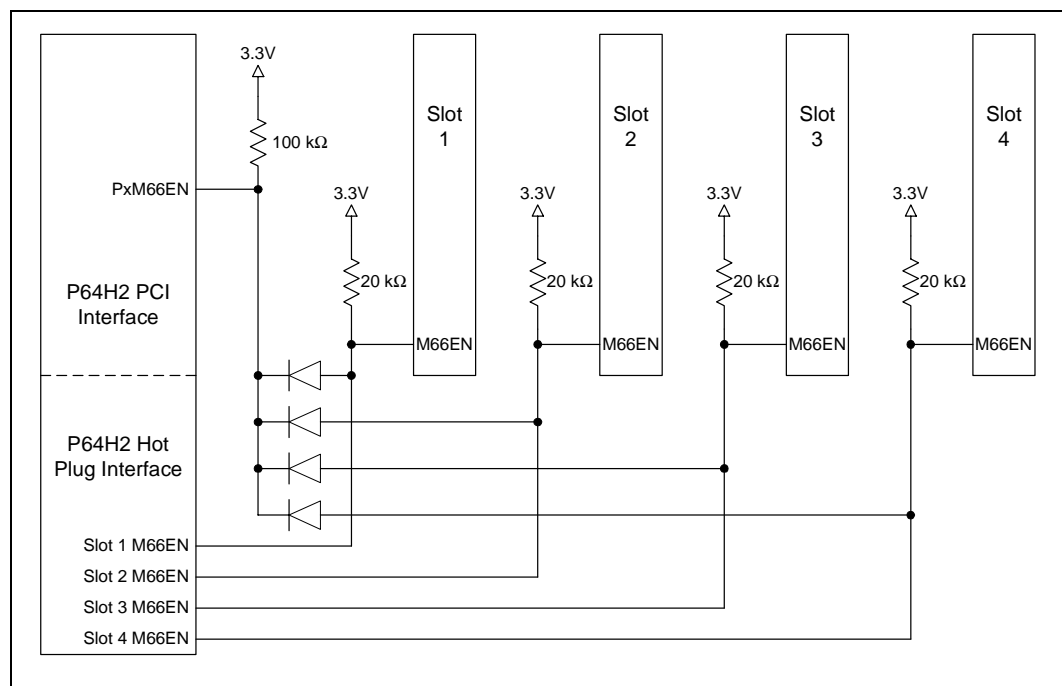 3.3V
100 kΩ
PxM66EN
P64H2 PCI
Interface
P64H2 Hot
Plug Interface
Slot 1 M66EN
Slot 2 M66EN
Slot 3 M66EN
Slot 4 M66EN
3.3V
20 kΩ
Slot
1
M66EN
3.3V
20 kΩ
Slot
2
M66EN
3.3V
20 kΩ
Slot
3
M66EN
3.3V
20 kΩ
Slot
4
M66EN